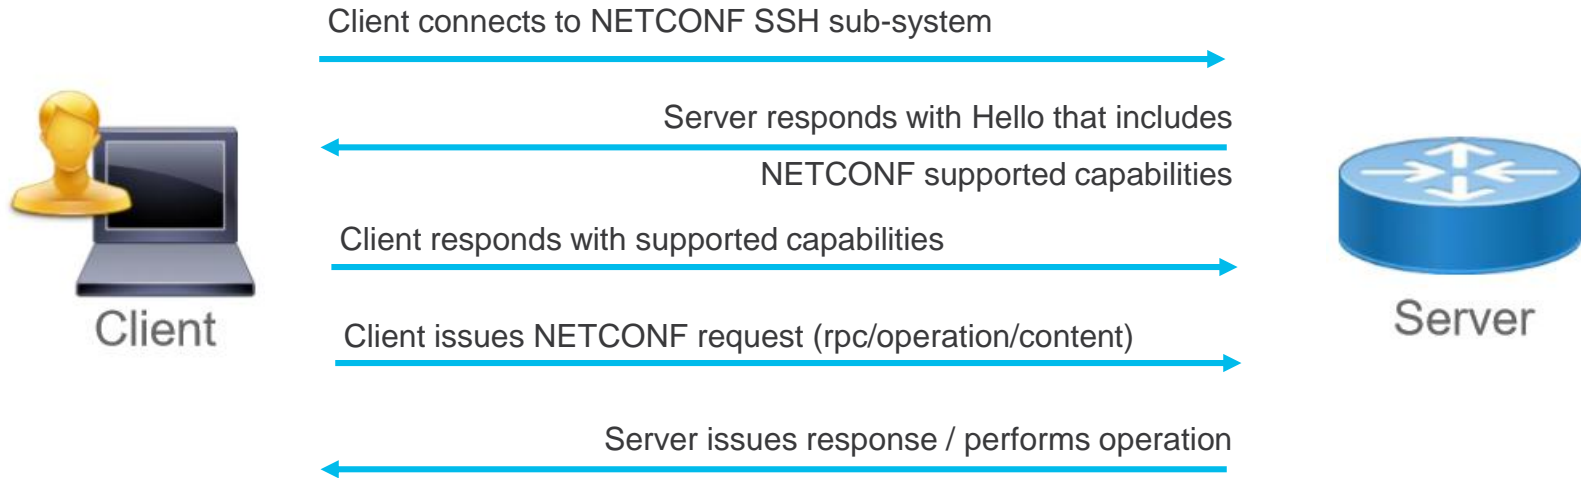 Client connects to NETCONF SSH sub-system
Server responds with Hello that includes
NETCONF supported capabilities
Client responds with supported capabilities
Client
Server
Client issues NETCONF request (rpc/operation/content)
Server issues response / performs operation